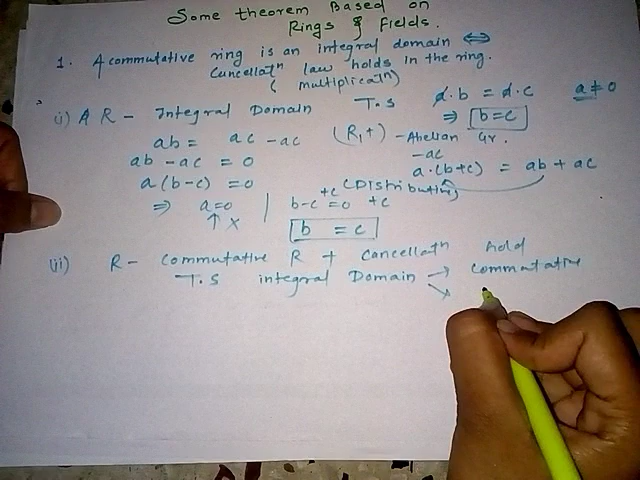 Some theorem Based on
Rings & Fields.
1. A commutative ring is an integral domain ⇔
Cancellatn law holds in the ring.
( multiplicatn)
i) A R - Integral Domain T.S a.b = a.c a ≠ 0
⇒ b=c
ab = ac -ac (R,+) - Abelian Gr.
-ac
ab - ac = 0 a.(b+c) = ab + ac
a(b-c) = 0 (Distributive)
+c
⇒ a=0 | b-c = 0 +c
↑ x
b = c
(ii) R - Commutative R + Cancellatn hold
T.S integral Domain → Commutative
↘